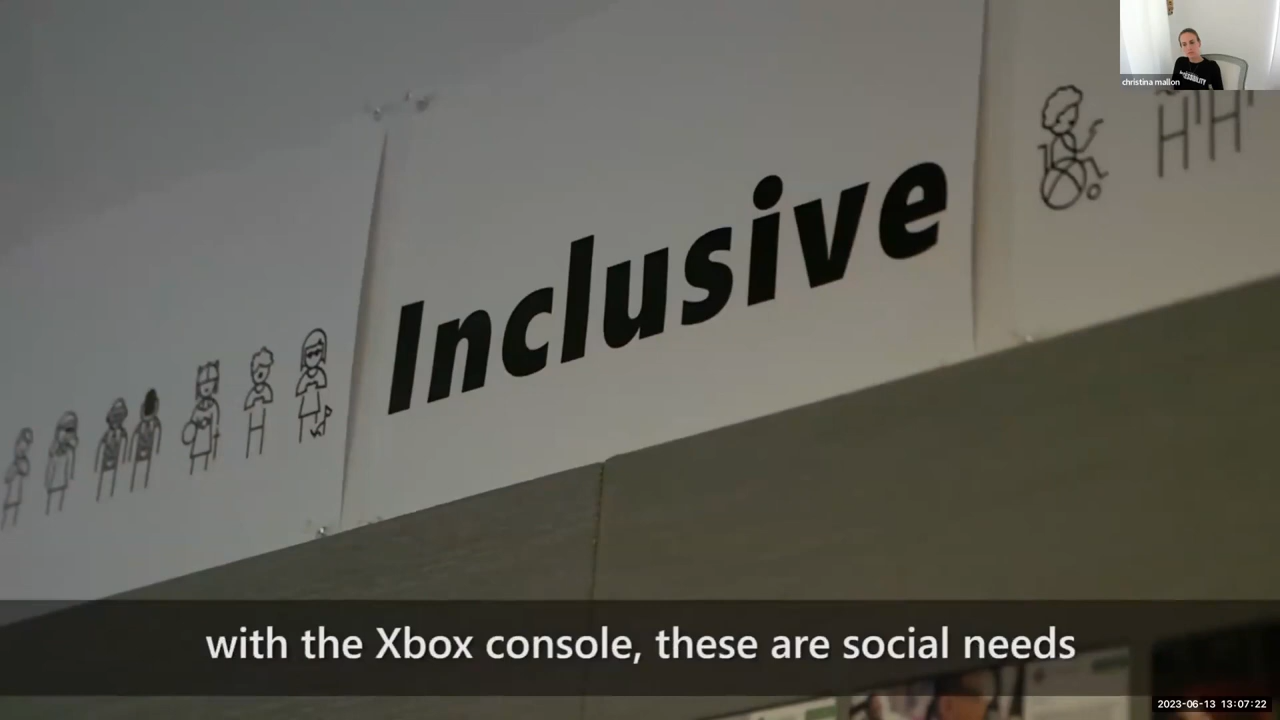 christina mallon
Inclusive
with the Xbox console, these are social needs
2023-06-13 13:07:22